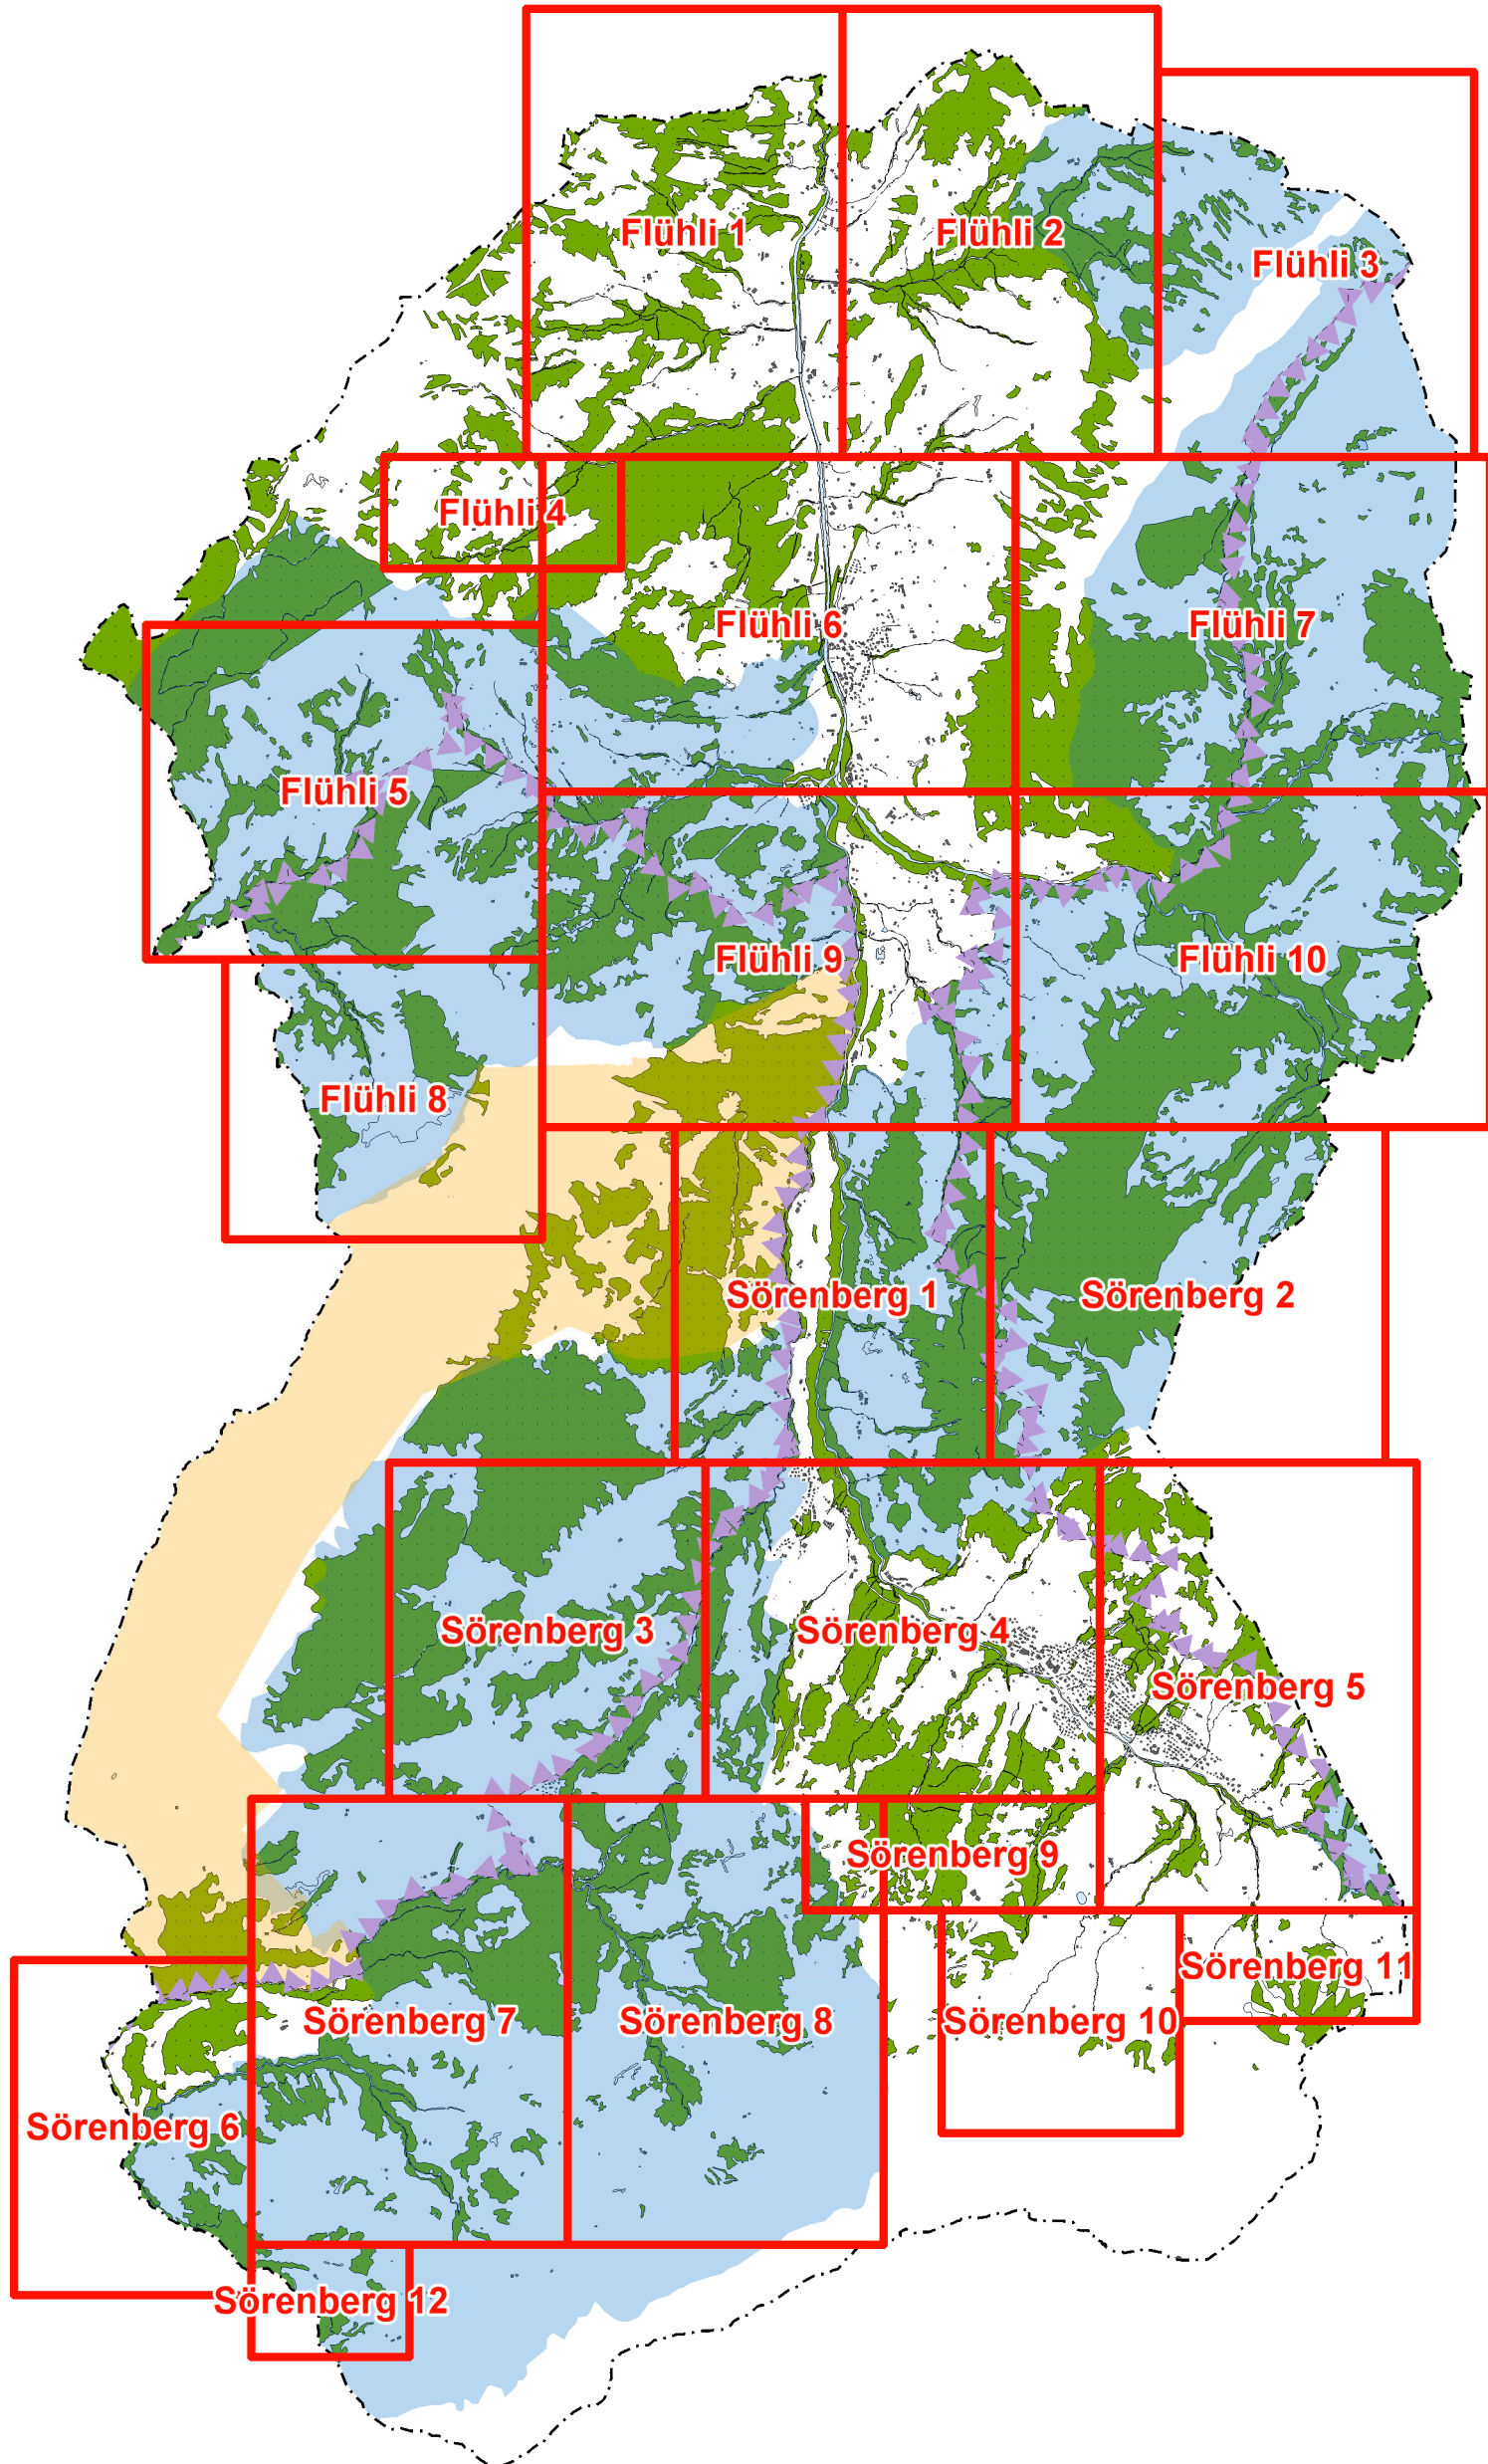 Flühli 1
Flühli 2
Flühli 3
Flühli 4
Flühli 6
Flühli 7
Flühli 5
Flühli 9
Flühli 10
Flühli 8
Sörenberg 1
Sörenberg 2
Sörenberg 3
Sörenberg 4
Sörenberg 5
Sörenberg 9
Sörenberg 11
Sörenberg 7
Sörenberg 8
Sörenberg 10
Sörenberg 6
Sörenberg 12